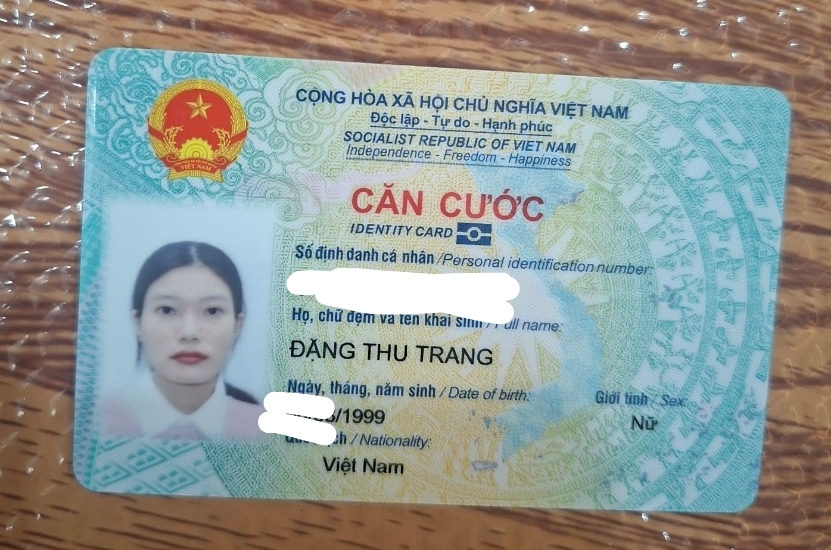 CỘNG HÒA XÃ HỘI CHỦ NGHĨA VIỆT NAM
Độc lập - Tự do - Hạnh phúc
SOCIALIST REPUBLIC OF VIET NAM
Independence - Freedom - Happiness
VIỆT NAM
CĂN CƯỚC
IDENTITY CARD
Số định danh cá nhân / Personal identification number:
Họ, chữ đệm và tên khai sinh / Full name:
ĐẶNG THU TRANG
Ngày, tháng, năm sinh / Date of birth:
Giới tính / Sex:
/1999
Nữ
/ Nationality:
Việt Nam